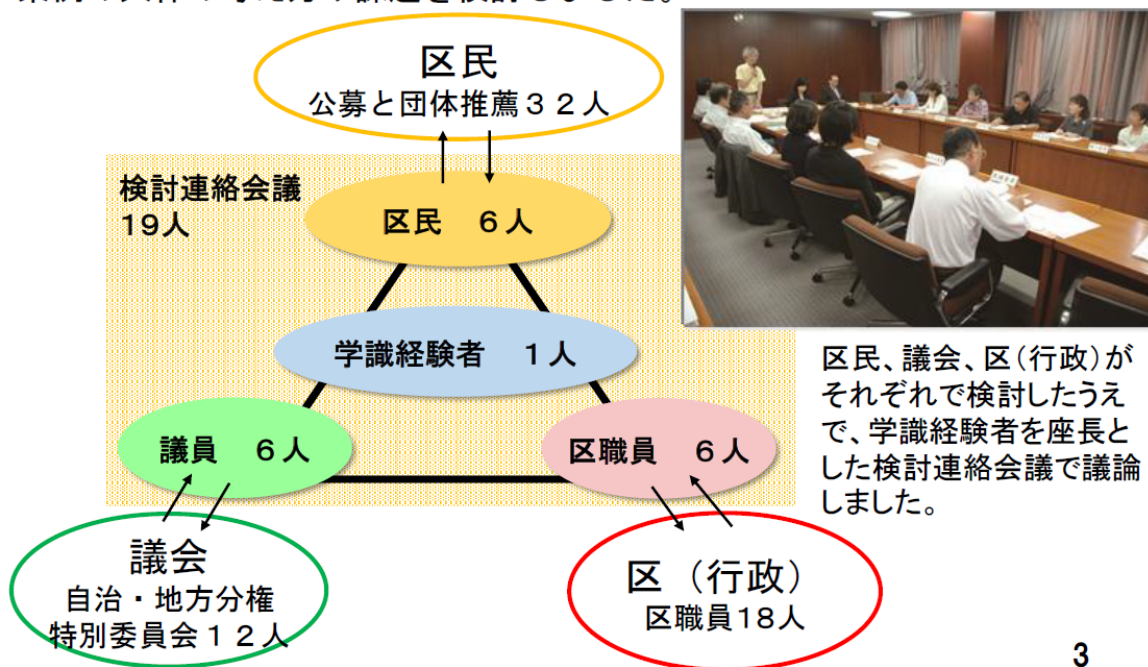 区民
公募と団体推薦３２人
検討連絡会議
19人
区民　６人
学識経験者　１人
議員　６人
区職員　６人
区民、議会、区(行政)が
それぞれで検討したうえ
で、学識経験者を座長と
した検討連絡会議で議論
しました。
議会
自治・地方分権
特別委員会１２人
区（行政）
区職員18人
3